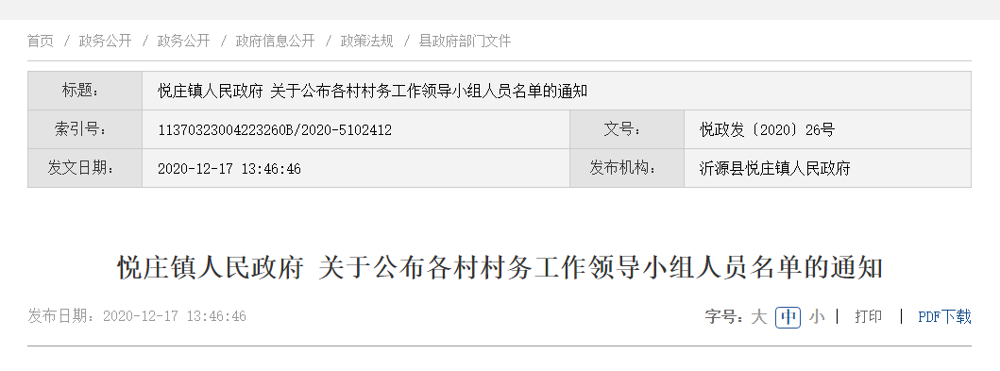 首页 / 政务公开 / 政务公开 / 政府信息公开 / 政策法规 / 县政府部门文件
标题： 悦庄镇人民政府 关于公布各村村务工作领导小组人员名单的通知
索引号： 11370323004223260B/2020-5102412 文号： 悦政发〔2020〕26号
发文日期： 2020-12-17 13:46:46 发布机构： 沂源县悦庄镇人民政府
悦庄镇人民政府 关于公布各村村务工作领导小组人员名单的通知
发布日期：2020-12-17 13:46:46 字号：大 中 小 | 打印 | PDF下载